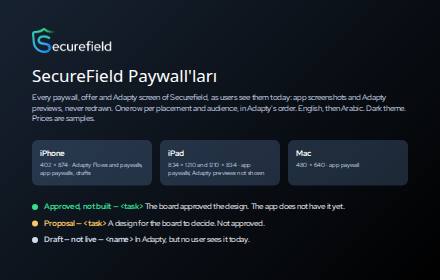 Securefield
SecureField Paywall'ları
Every paywall, offer and Adapty screen of Securefield, as users see them today: app screenshots and Adapty
previews, never redrawn. One row per placement and audience, in Adapty's order. English, then Arabic. Dark theme.
Prices are samples.
iPhone
402 × 874 · Adapty flows and paywalls,
app paywalls, drafts
iPad
834 × 1210 and 1210 × 834 · app
paywalls; Adapty previews not shown
Mac
480 × 640 · app paywall
Approved, not built — <task> The board approved the design. The app does not have it yet.
Proposal — <task> A design for the board to decide. Not approved.
Draft — not live — <name> In Adapty, but no user sees it today.